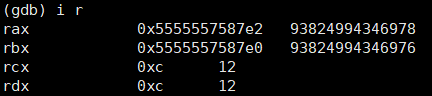 (gdb) i r
rax 0x5555557587e2 93824994346978
rbx 0x5555557587e0 93824994346976
rcx 0xc 12
rdx 0xc 12